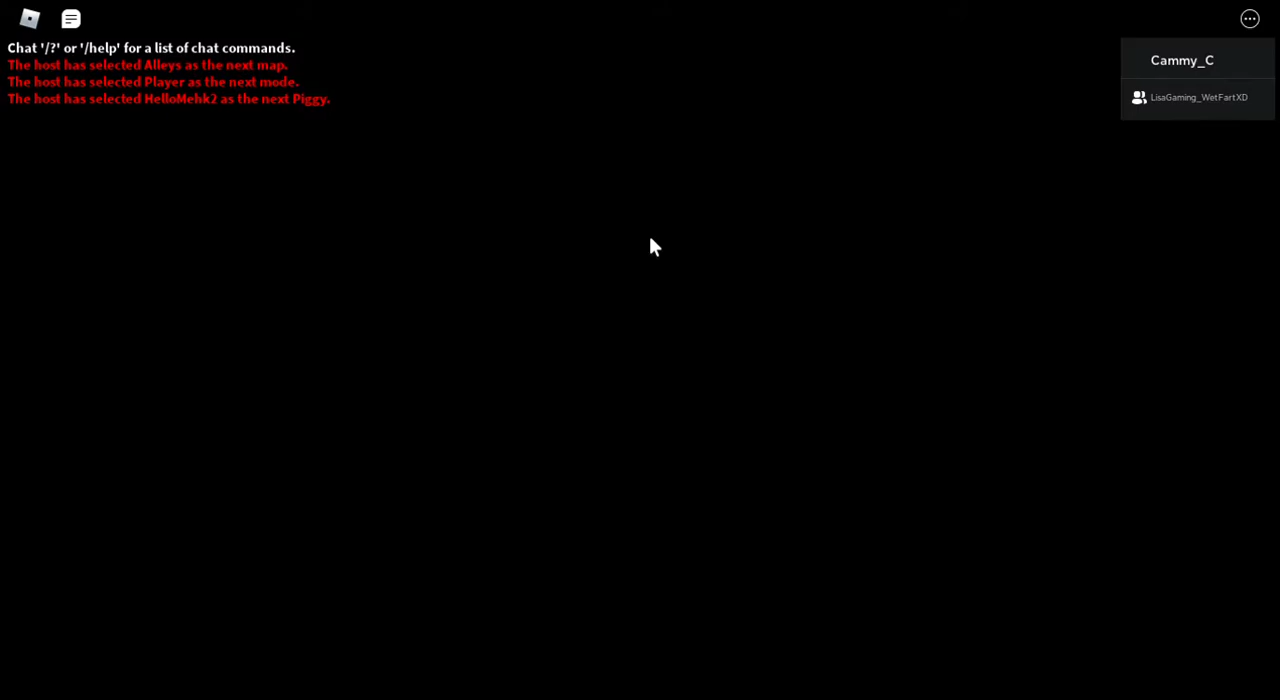 Chat '/?' or '/help' for a list of chat commands.
The host has selected Alleys as the next map.
The host has selected Player as the next mode.
The host has selected HelloMehk2 as the next Piggy.
Cammy_C
LisaGaming_WetFartXD